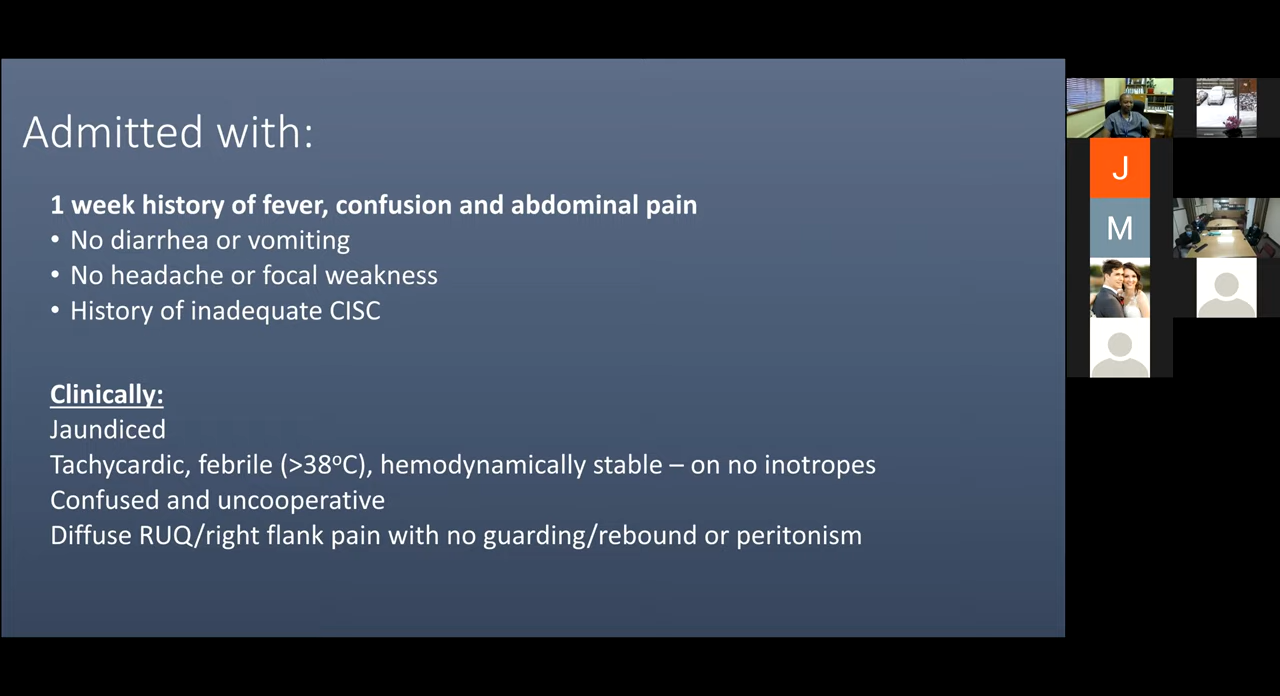 Admitted with:
1 week history of fever, confusion and abdominal pain
• No diarrhea or vomiting
• No headache or focal weakness
• History of inadequate CISC
Clinically:
Jaundiced
Tachycardic, febrile (>38ºC), hemodynamically stable – on no inotropes
Confused and uncooperative
Diffuse RUQ/right flank pain with no guarding/rebound or peritonism
J
M